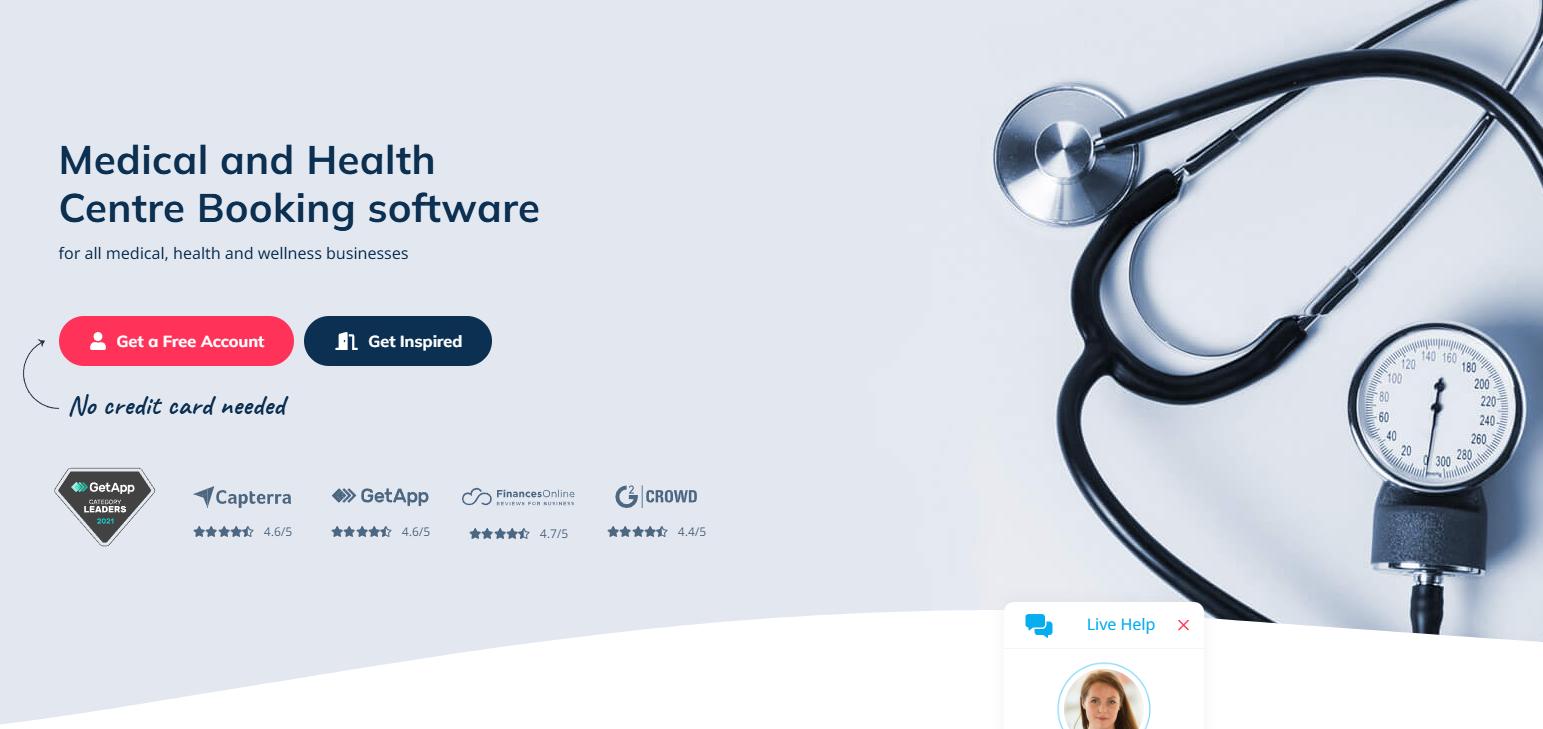 Medical and Health
Centre Booking software
for all medical, health and wellness businesses
Get a Free Account
Get Inspired
No credit card needed
GetApp
CATEGORY
LEADERS
2021
Capterra
4.6/5
GetApp
4.6/5
FinancesOnline
REVIEWS FOR BUSINESS
4.7/5
G2 CROWD
4.4/5
Live Help
0
20
40
60
80
100
120
140
160
180
200
220
240
260
280
300